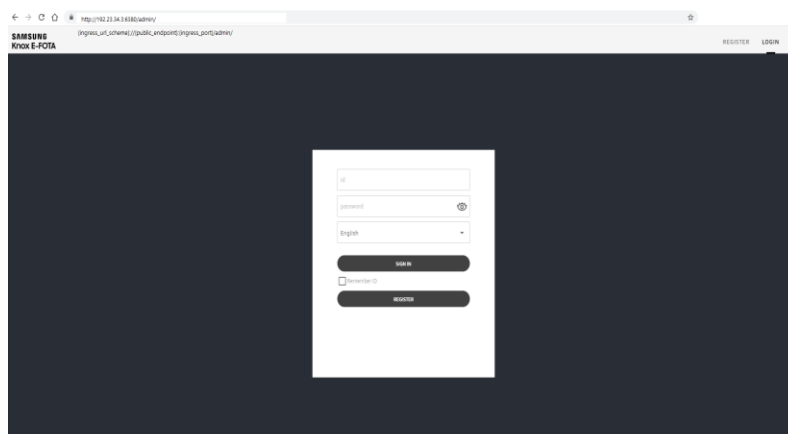 http://192.23.34.3:6380/admin/
{ingress_url_scheme}://{public_endpoint}:{ingress_port}/admin/
SAMSUNG
Knox E-FOTA
REGISTER LOGIN
id
password
English
SIGN IN
Remember ID
REGISTER